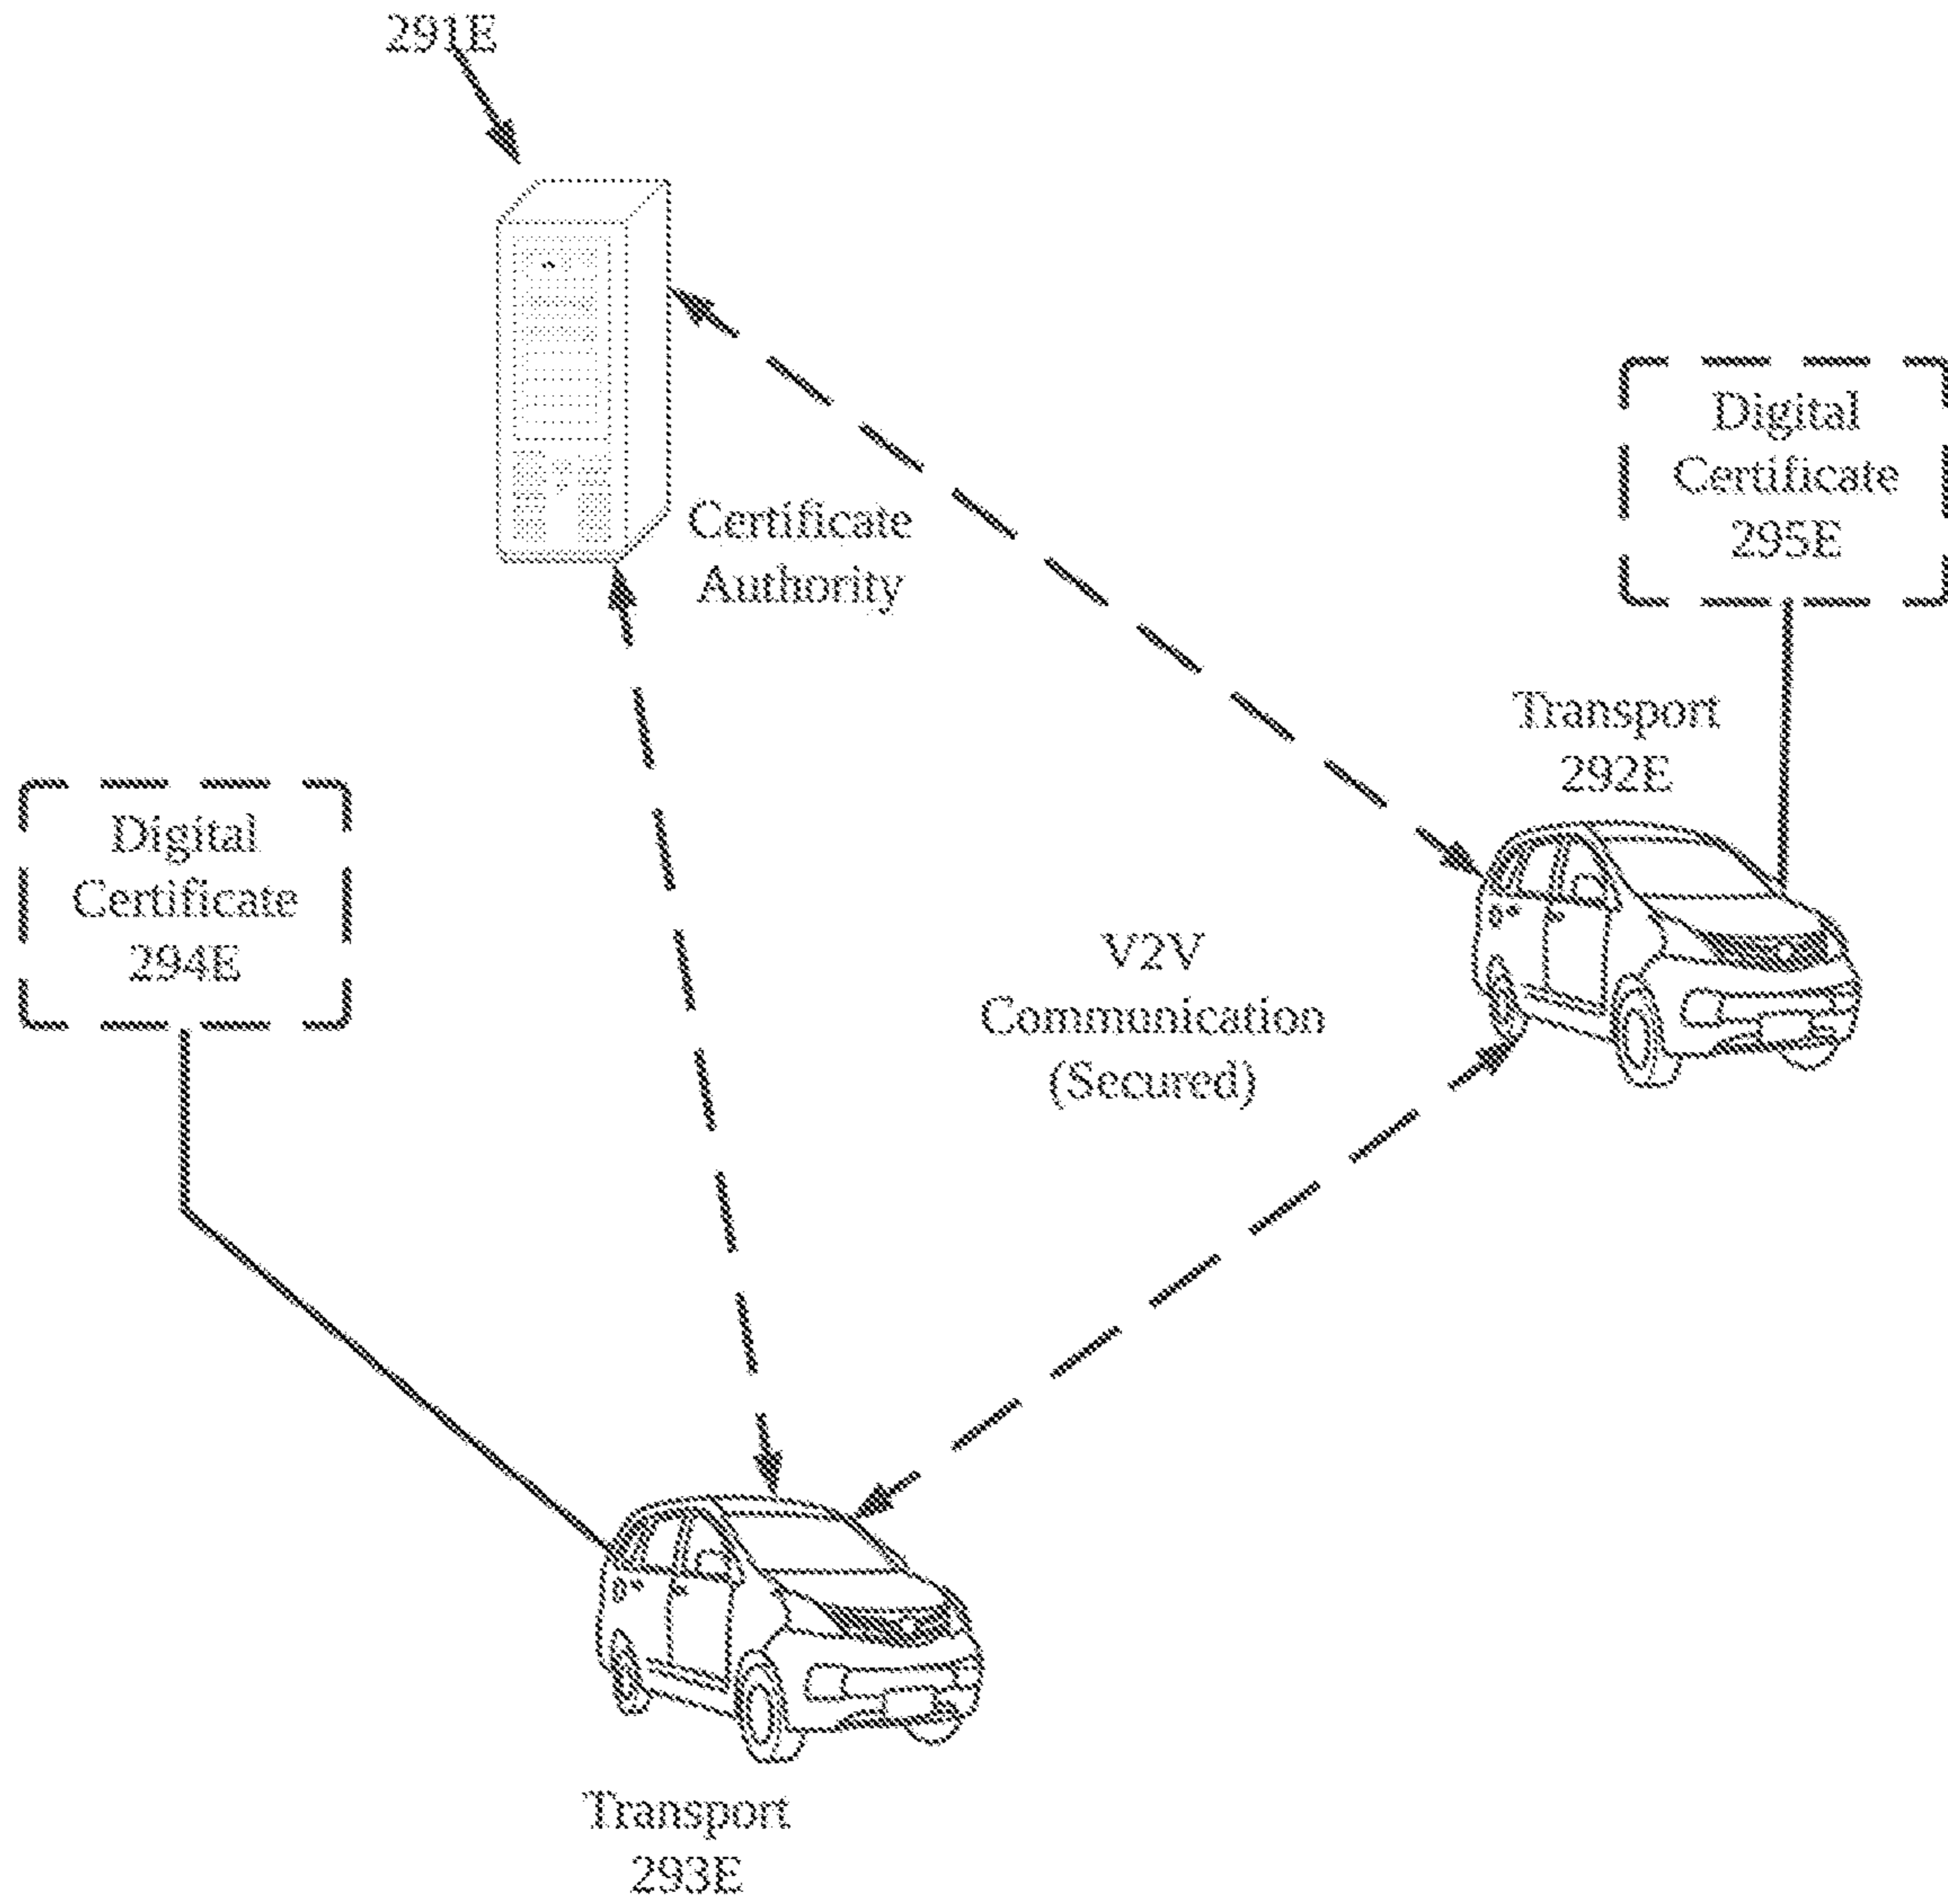 291E
Certificate
Authority
Digital
Certificate
295E
Transport
292E
Digital
Certificate
294E
V2V
Communication
(Secured)
Transport
293E